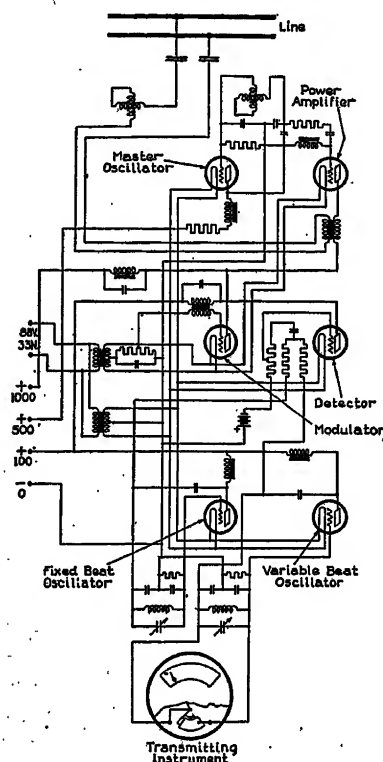 Line
Power
Amplifier
Master
Oscillator
88V
33V
+
1000
+
500
+
100
-
0
Detector
Modulator
Fixed Beat
Oscillator
Variable Beat
Oscillator
Transmitting
Instrument